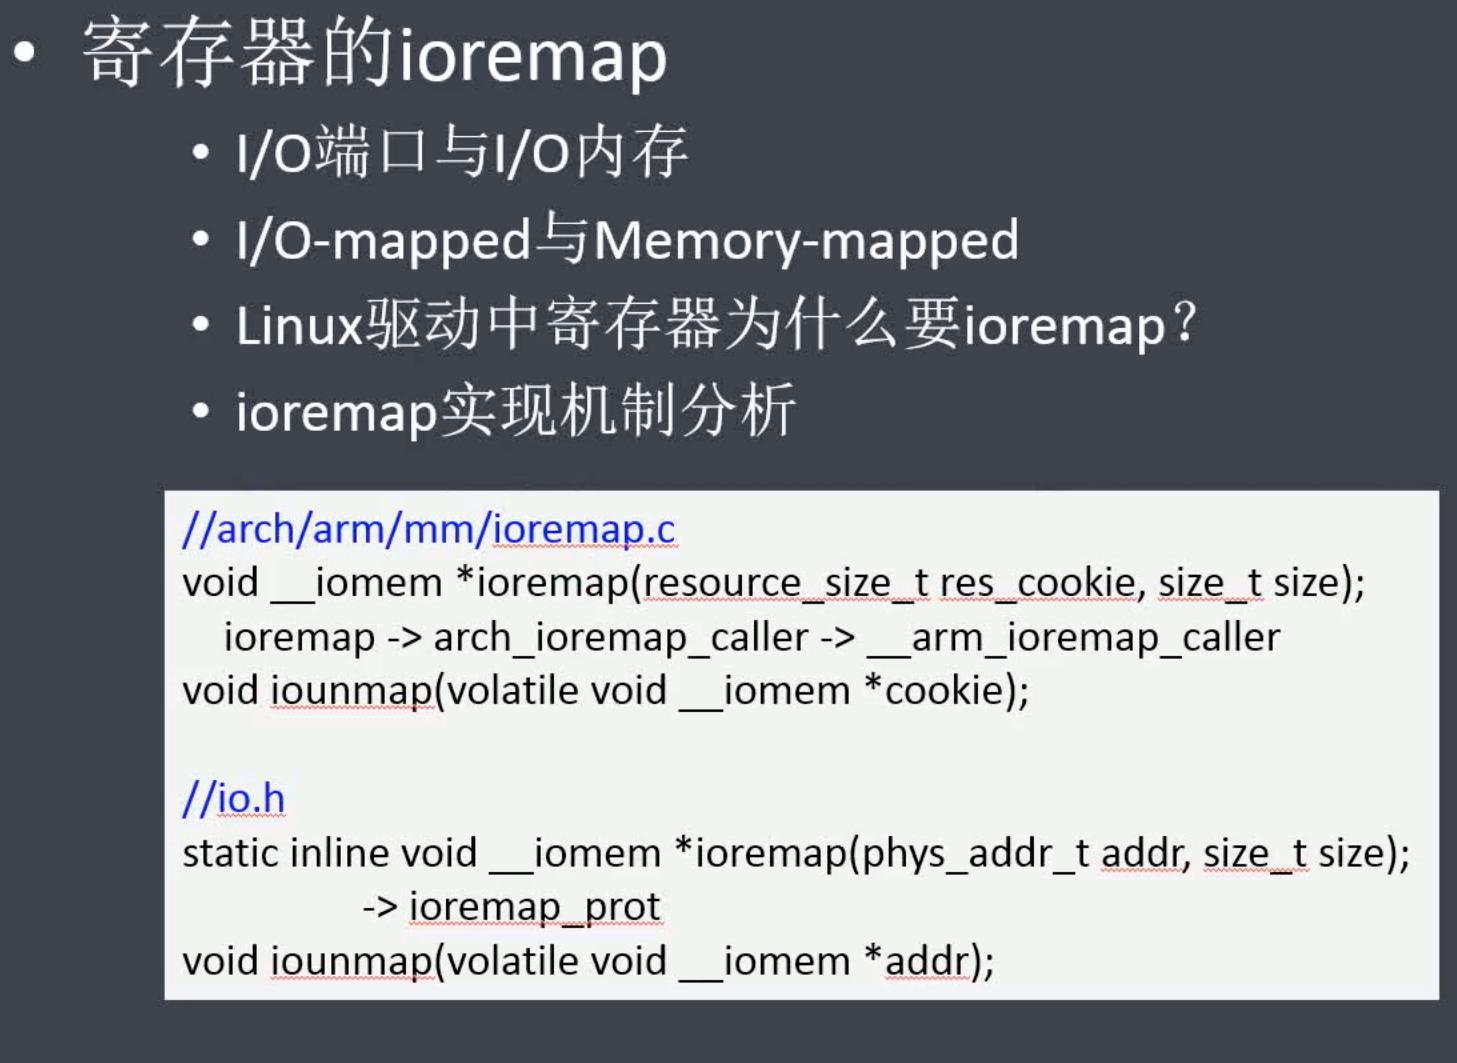 • 寄存器的ioremap
• I/O端口与I/O内存
• I/O-mapped与Memory-mapped
• Linux驱动中寄存器为什么要ioremap？
• ioremap实现机制分析
//arch/arm/mm/ioremap.c
void __iomem *ioremap(resource_size_t res_cookie, size_t size);
ioremap -> arch_ioremap_caller -> __arm_ioremap_caller
void iounmap(volatile void __iomem *cookie);
//io.h
static inline void __iomem *ioremap(phys_addr_t addr, size_t size);
-> ioremap_prot
void iounmap(volatile void __iomem *addr);